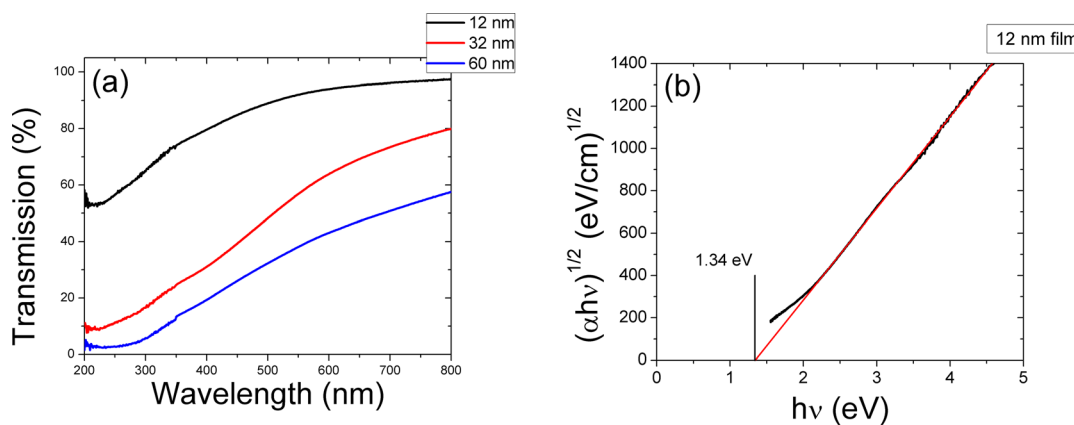 12 nm
32 nm
60 nm
(a)
Transmission (%)
100
80
60
40
20
0
200 300 400 500 600 700 800
Wavelength (nm)
12 nm film
(b)
(αhν)^1/2 (eV/cm)^1/2
1400
1200
1000
800
600
400
200
0
1.34 eV
0 1 2 3 4 5
hν (eV)